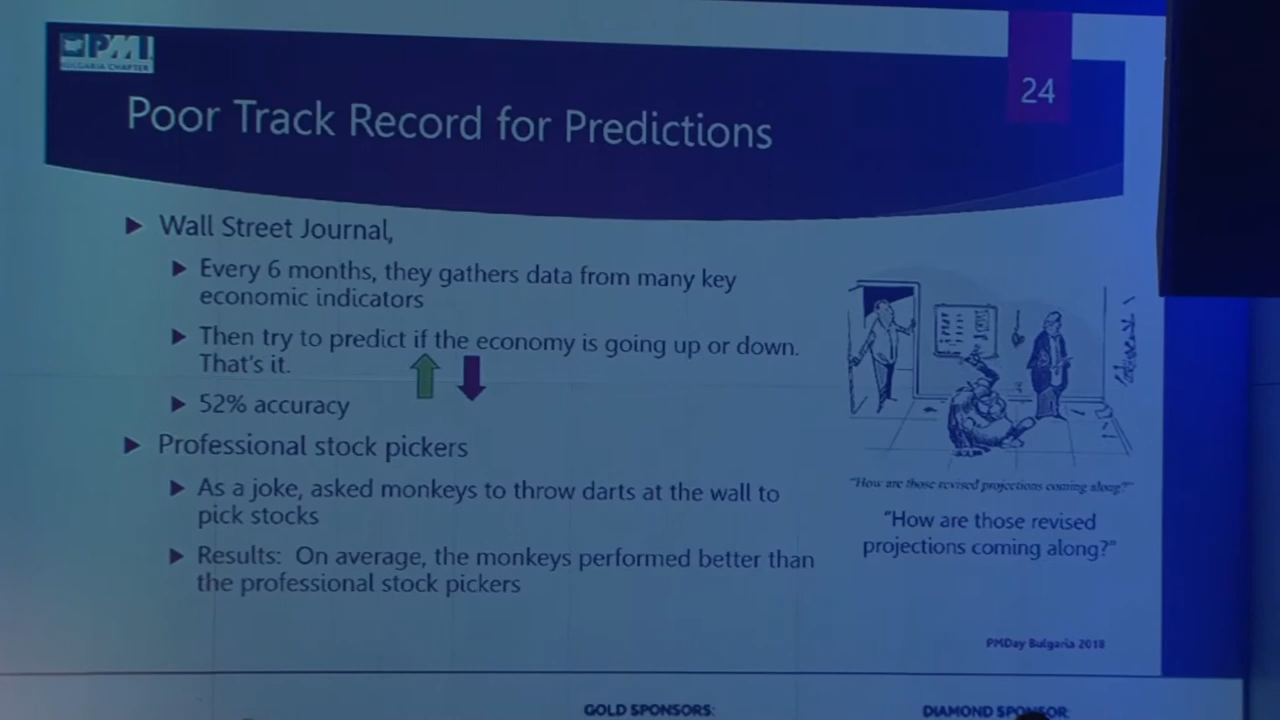 PMI
BULGARIA CHAPTER
24
Poor Track Record for Predictions
Wall Street Journal,
Every 6 months, they gathers data from many key
economic indicators
Then try to predict if the economy is going up or down.
That's it.
52% accuracy
Professional stock pickers
As a joke, asked monkeys to throw darts at the wall to
pick stocks
Results: On average, the monkeys performed better than
the professional stock pickers
"How are those revised projections coming along?"
"How are those revised
projections coming along?"
PMDay Bulgaria 2018
GOLD SPONSORS:
DIAMOND SPONSOR: